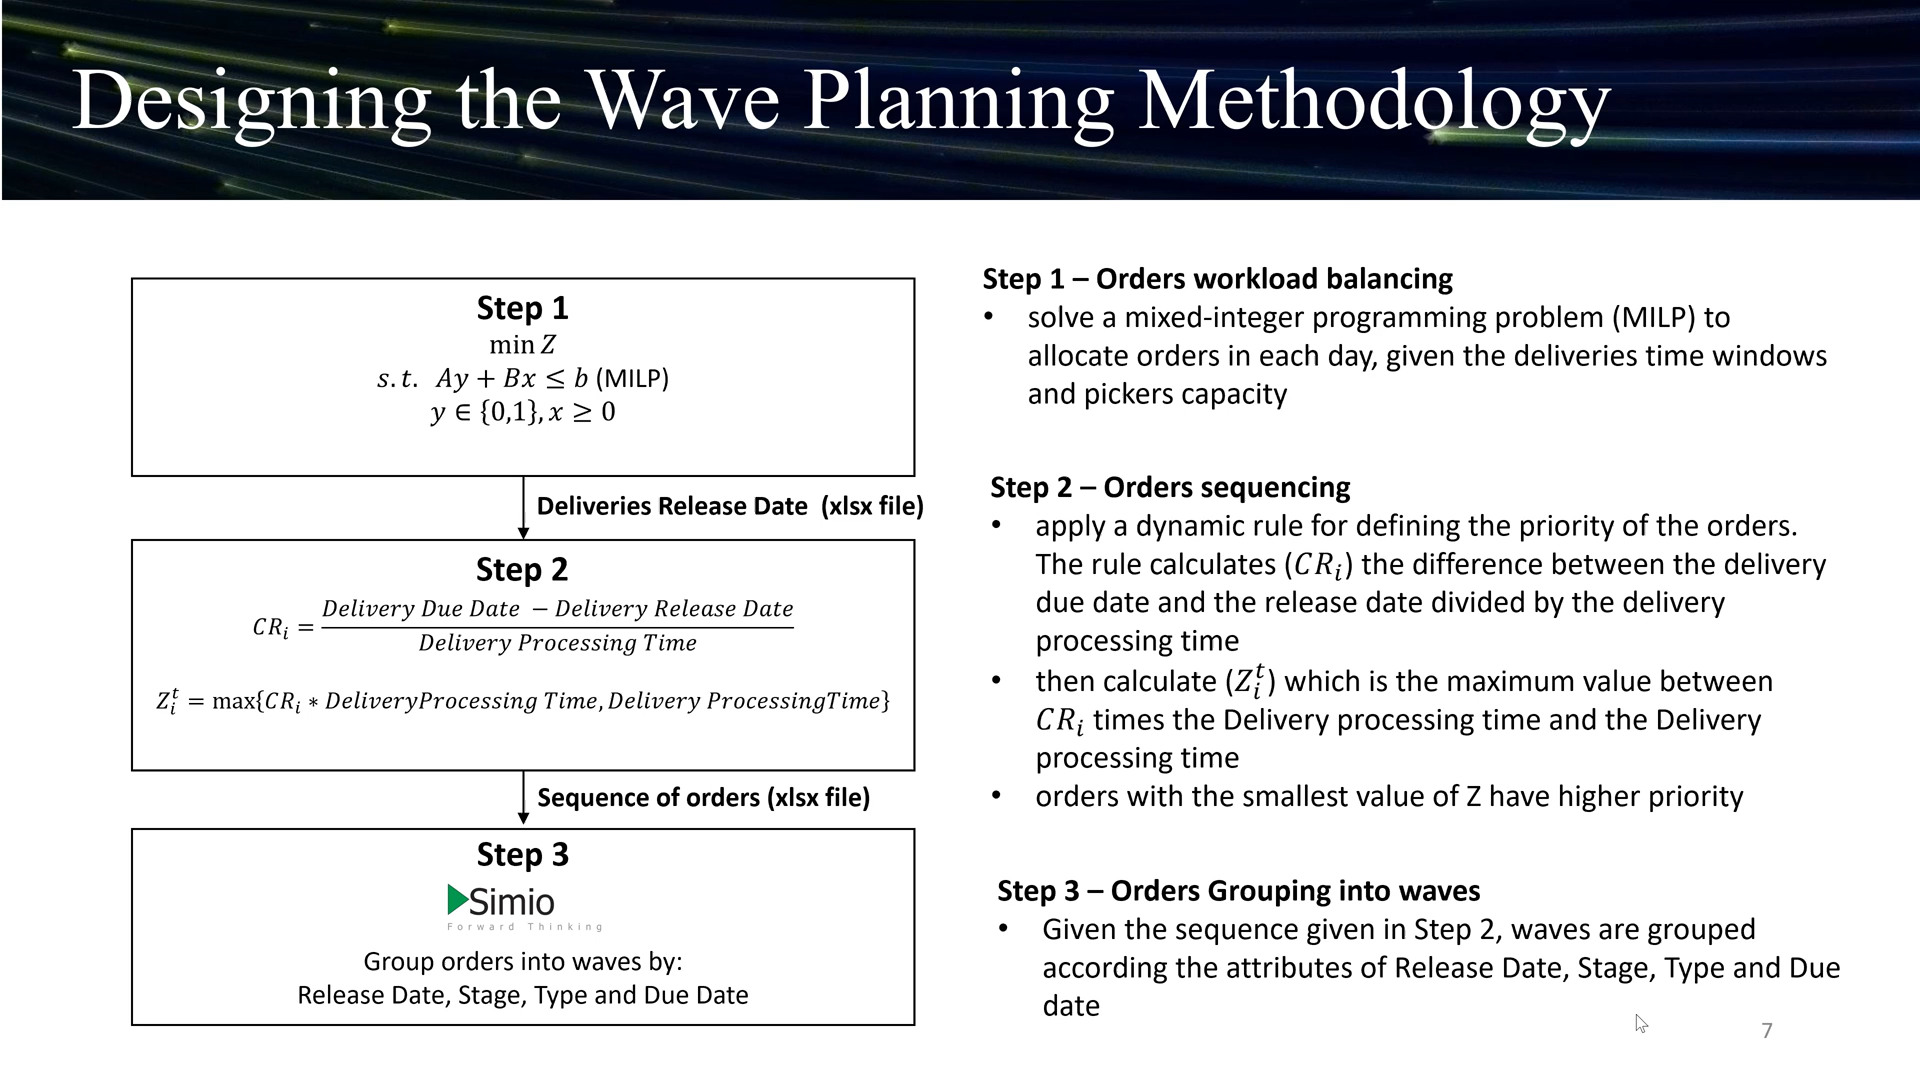 Designing the Wave Planning Methodology
Step 1
min Z
s.t. Ay + Bx ≤ b (MILP)
y ∈ {0,1}, x ≥ 0
Deliveries Release Date (xlsx file)
Step 2
CR_i = (Delivery Due Date − Delivery Release Date) / (Delivery Processing Time)
Z_i^t = max{CR_i * DeliveryProcessing Time, Delivery ProcessingTime}
Sequence of orders (xlsx file)
Step 3
Simio
Forward Thinking
Group orders into waves by:
Release Date, Stage, Type and Due Date
Step 1 – Orders workload balancing
• solve a mixed-integer programming problem (MILP) to
allocate orders in each day, given the deliveries time windows
and pickers capacity
Step 2 – Orders sequencing
• apply a dynamic rule for defining the priority of the orders.
The rule calculates (CR_i) the difference between the delivery
due date and the release date divided by the delivery
processing time
• then calculate (Z_i^t) which is the maximum value between
CR_i times the Delivery processing time and the Delivery
processing time
• orders with the smallest value of Z have higher priority
Step 3 – Orders Grouping into waves
• Given the sequence given in Step 2, waves are grouped
according the attributes of Release Date, Stage, Type and Due
date
7